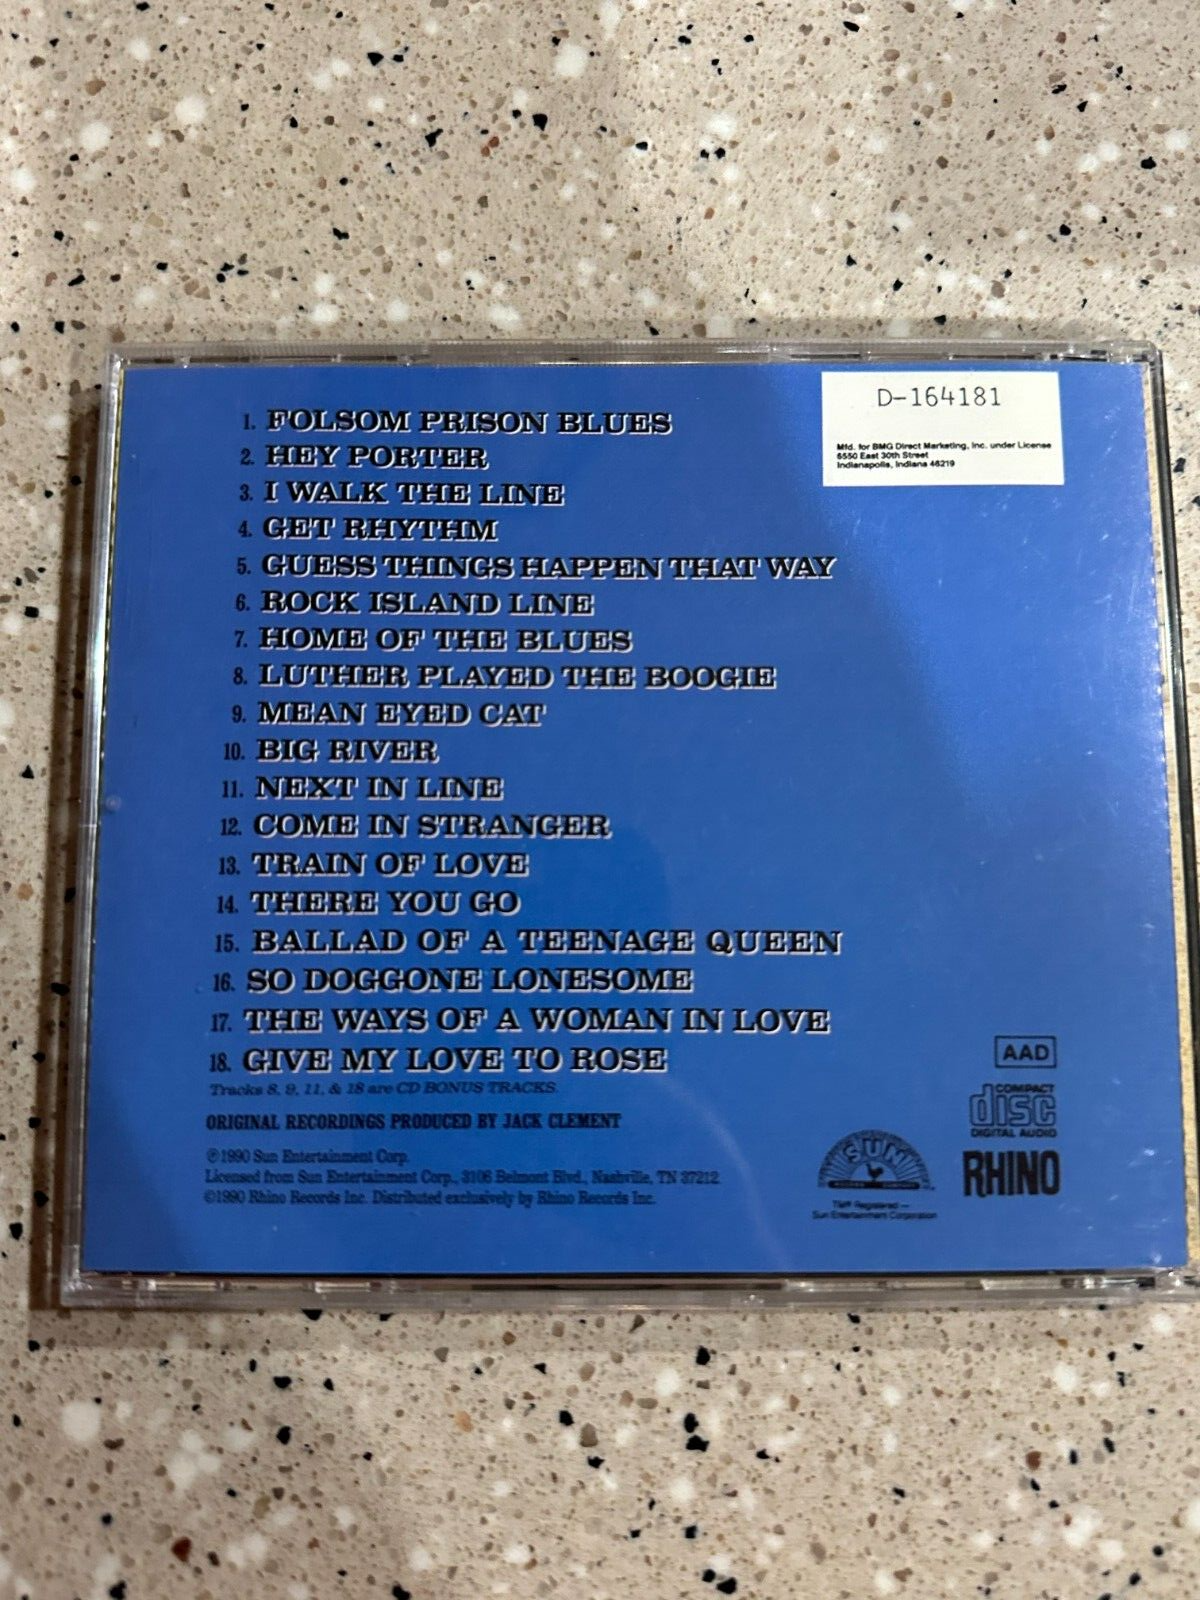 D-164181
Mfd. for BMG Direct Marketing, Inc. under License
6550 East 30th Street
Indianapolis, Indiana 46219
1. FOLSOM PRISON BLUES
2. HEY PORTER
3. I WALK THE LINE
4. GET RHYTHM
5. GUESS THINGS HAPPEN THAT WAY
6. ROCK ISLAND LINE
7. HOME OF THE BLUES
8. LUTHER PLAYED THE BOOGIE
9. MEAN EYED CAT
10. BIG RIVER
11. NEXT IN LINE
12. COME IN STRANGER
13. TRAIN OF LOVE
14. THERE YOU GO
15. BALLAD OF A TEENAGE QUEEN
16. SO DOGGONE LONESOME
17. THE WAYS OF A WOMAN IN LOVE
18. GIVE MY LOVE TO ROSE
Tracks 8, 9, 11, & 18 are CD BONUS TRACKS.
ORIGINAL RECORDINGS PRODUCED BY JACK CLEMENT
℗1990 Sun Entertainment Corp.
Licensed from Sun Entertainment Corp., 3106 Belmont Blvd., Nashville, TN 37212
©1990 Rhino Records Inc. Distributed exclusively by Rhino Records Inc.
AAD
COMPACT
disc
DIGITAL AUDIO
RHINO
SUN
Registered —
Sun Entertainment Corporation